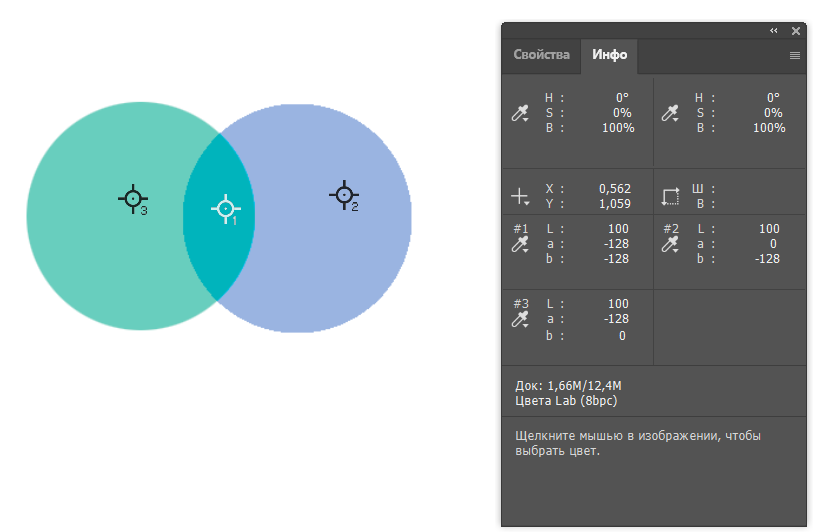 Свойства Инфо
H : 0° H : 0°
S : 0% S : 0%
B : 100% B : 100%
X : 0,562 Ш :
Y : 1,059 В :
#1 L : 100 #2 L : 100
a : -128 a : 0
b : -128 b : -128
#3 L : 100
a : -128
b : 0
Док: 1,66M/12,4M
Цвета Lab (8bpc)
Щелкните мышью в изображении, чтобы
выбрать цвет.
3
1
2